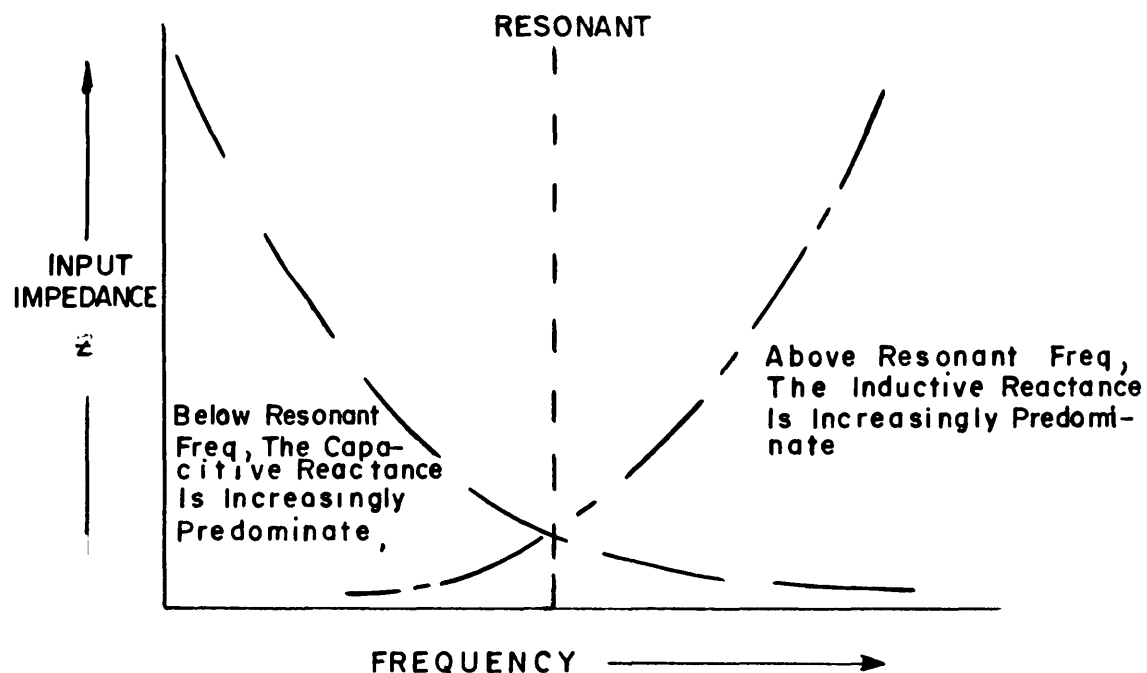 RESONANT
INPUT
IMPEDANCE
Z
Below Resonant
Freq, The Capa-
citive Reactance
Is Increasingly
Predominate,
Above Resonant Freq,
The Inductive Reactance
Is Increasingly Predomi-
nate
FREQUENCY